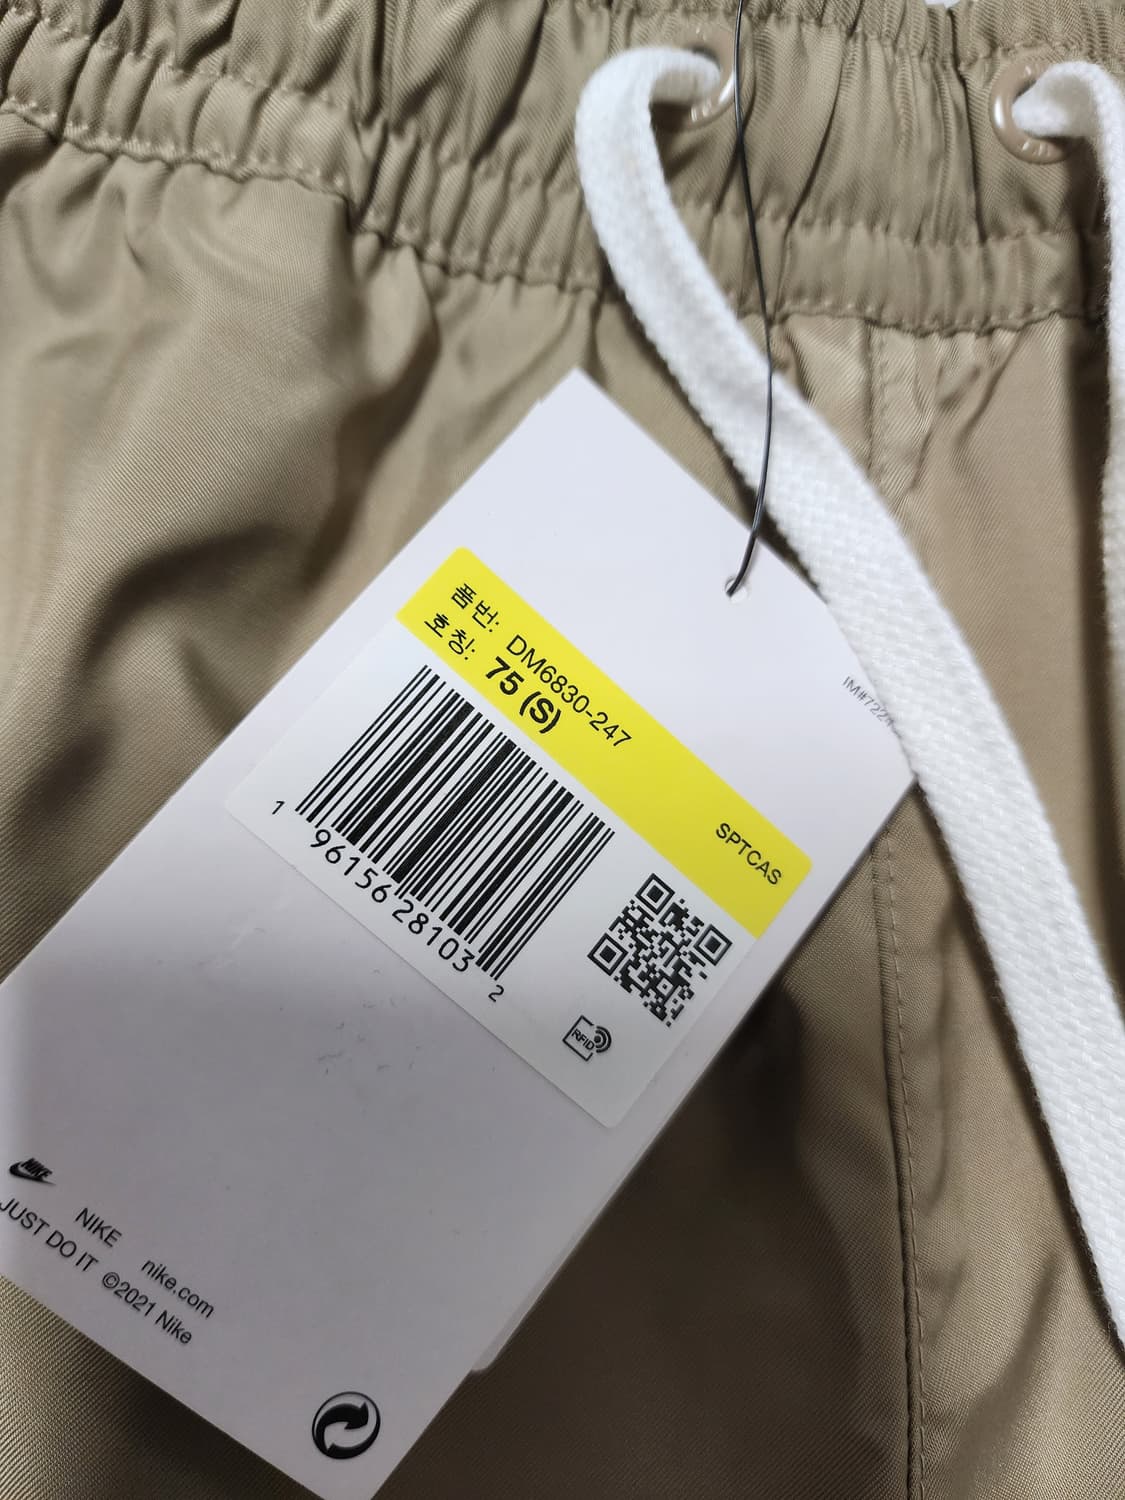 품번: DM6830-247
호칭: 75 (S)
SPTCAS
1 96156 28103 2
RFID
NIKE
NIKE nike.com
JUST DO IT ©2021 Nike